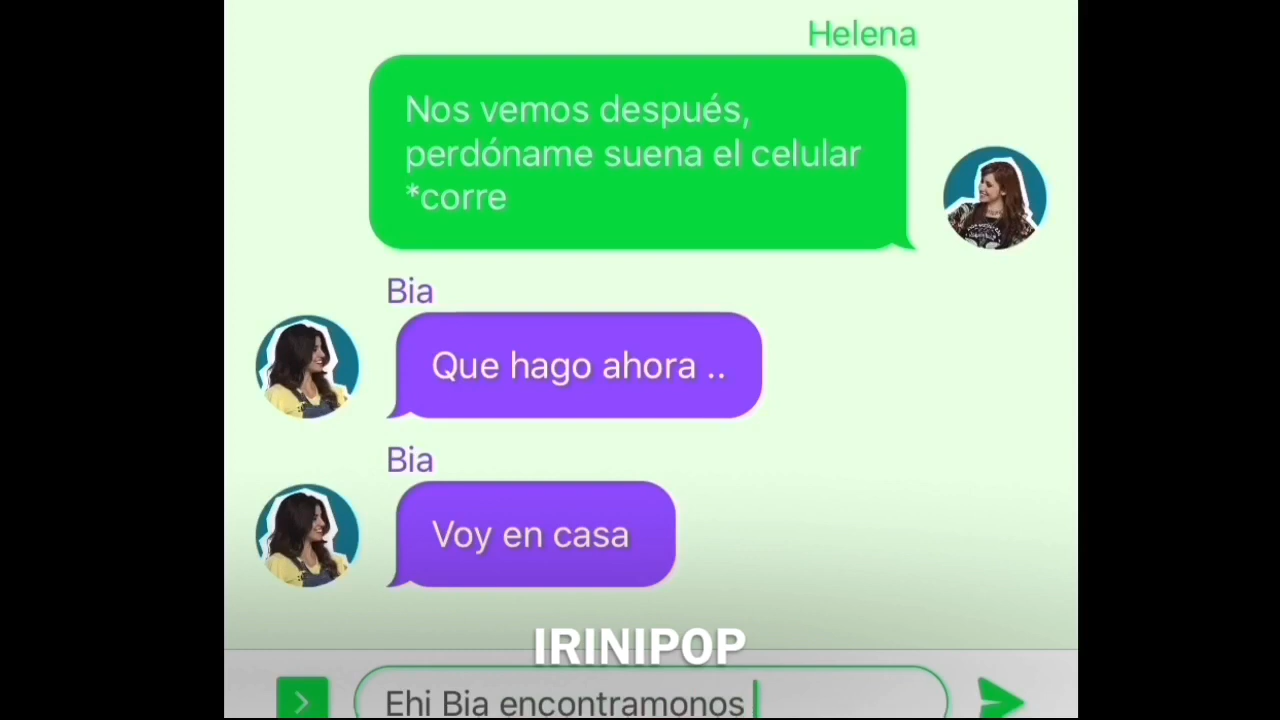 Helena
Nos vemos después,
perdóname suena el celular
*corre
Bia
Que hago ahora ..
Bia
Voy en casa
IRINIPOP
Ehi Bia encontramonos